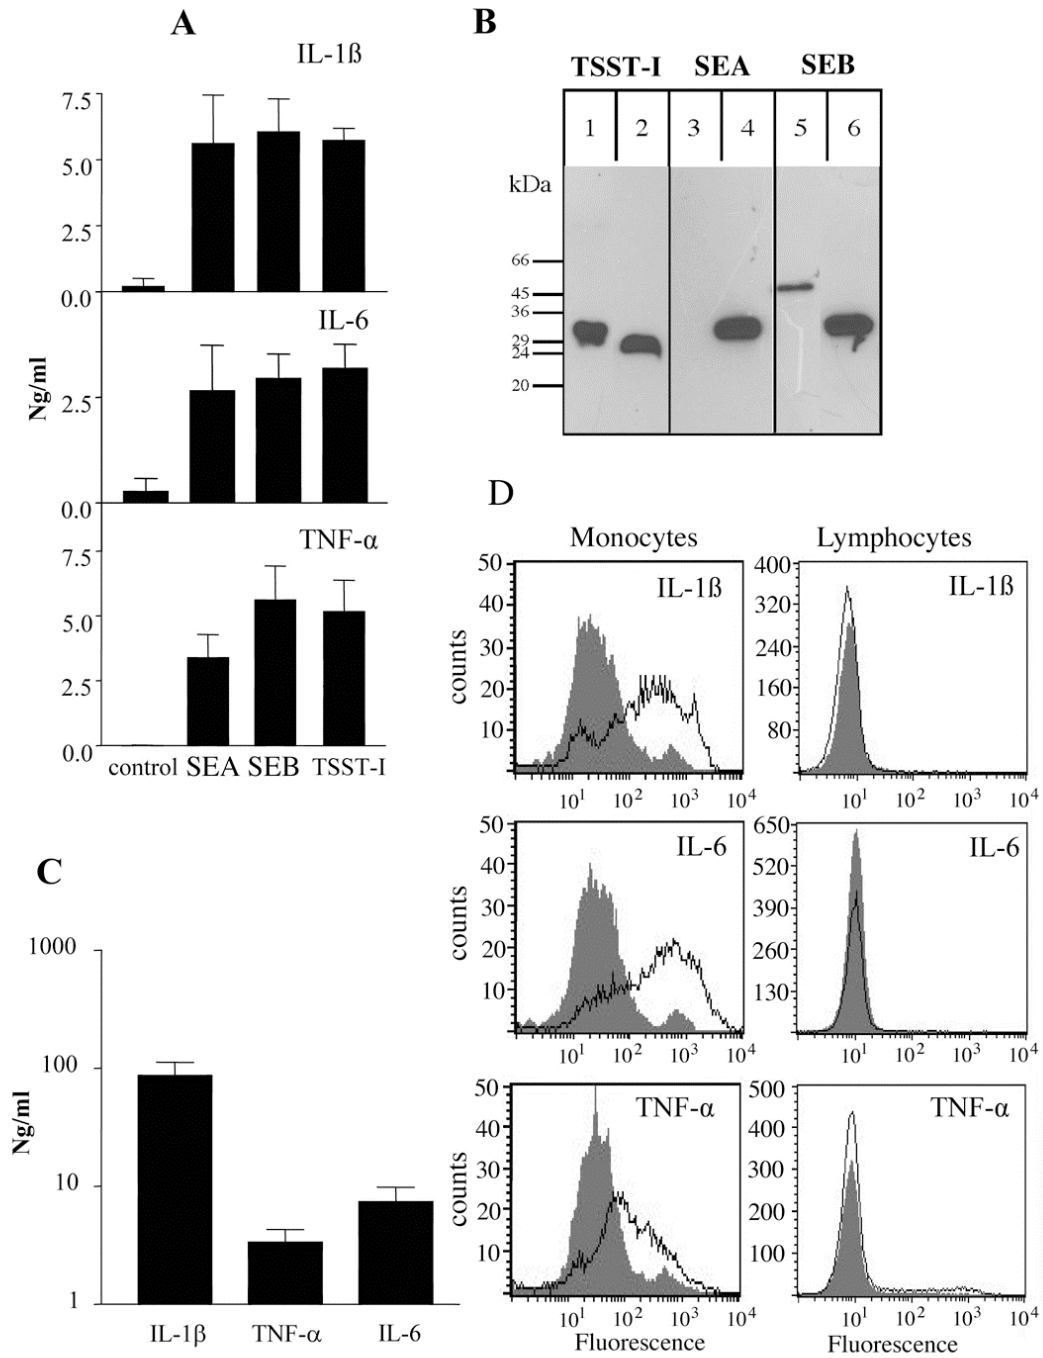 A
IL-1ß
7.5
5.0
2.5
0.0
IL-6
2.5
0.0
TNF-α
7.5
5.0
2.5
0.0
Ng/ml
control SEA SEB TSST-I
B
TSST-I SEA SEB
1 2 3 4 5 6
kDa
66
45
36
29
24
20
C
1000
100
10
1
Ng/ml
IL-1β TNF-α IL-6
D
Monocytes Lymphocytes
IL-1ß
50
40
30
20
10
counts
10¹ 10² 10³ 10⁴
IL-1ß
400
320
240
160
80
10¹ 10² 10³ 10⁴
IL-6
50
40
30
20
10
counts
10¹ 10² 10³ 10⁴
IL-6
650
520
390
260
130
10¹ 10² 10³ 10⁴
TNF-α
50
40
30
20
10
counts
10¹ 10² 10³ 10⁴
Fluorescence
TNF-α
500
400
300
200
100
10¹ 10² 10³ 10⁴
Fluorescence